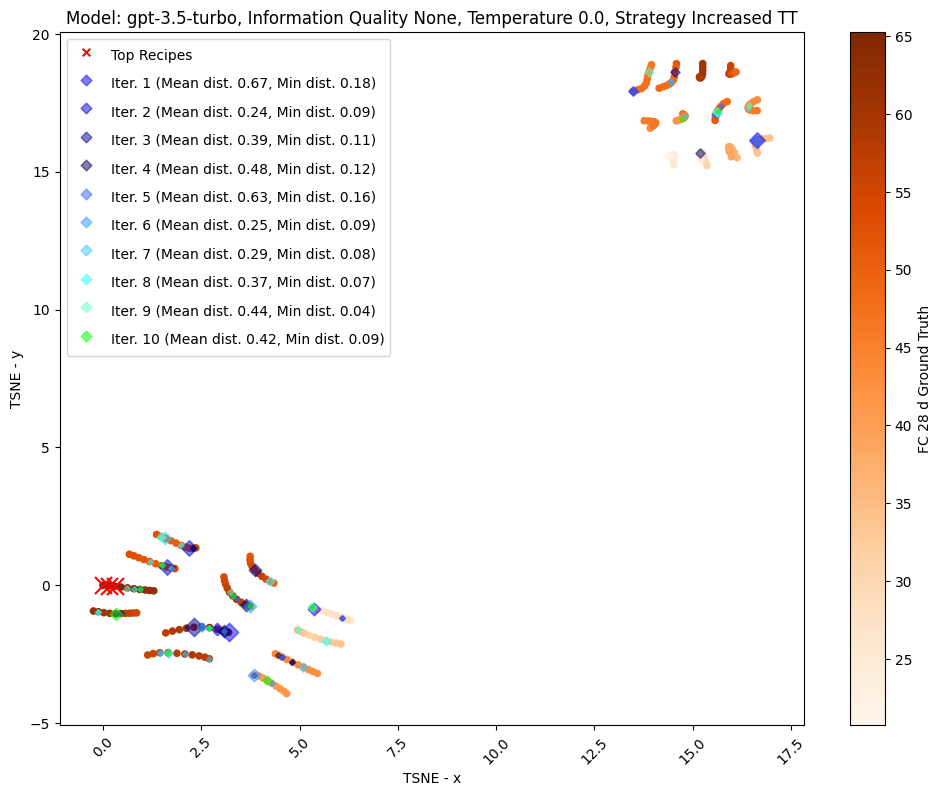 Model: gpt-3.5-turbo, Information Quality None, Temperature 0.0, Strategy Increased TT
Top Recipes
Iter. 1 (Mean dist. 0.67, Min dist. 0.18)
Iter. 2 (Mean dist. 0.24, Min dist. 0.09)
Iter. 3 (Mean dist. 0.39, Min dist. 0.11)
Iter. 4 (Mean dist. 0.48, Min dist. 0.12)
Iter. 5 (Mean dist. 0.63, Min dist. 0.16)
Iter. 6 (Mean dist. 0.25, Min dist. 0.09)
Iter. 7 (Mean dist. 0.29, Min dist. 0.08)
Iter. 8 (Mean dist. 0.37, Min dist. 0.07)
Iter. 9 (Mean dist. 0.44, Min dist. 0.04)
Iter. 10 (Mean dist. 0.42, Min dist. 0.09)
20
15
10
5
0
−5
TSNE - y
0.0
2.5
5.0
7.5
10.0
12.5
15.0
17.5
TSNE - x
65
60
55
50
45
40
35
30
25
FC 28 d Ground Truth